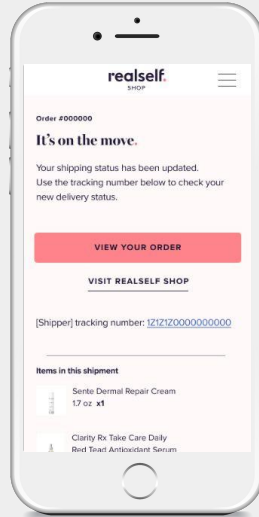 realself.
SHOP
Order #000000
It's on the move.
Your shipping status has been updated.
Use the tracking number below to check your
new delivery status.
VIEW YOUR ORDER
VISIT REALSELF SHOP
[Shipper] tracking number: 1Z1Z1Z0000000000
Items in this shipment
Sente Dermal Repair Cream
1.7 oz x1
Clarity Rx Take Care Daily
Red Tead Antioxidant Serum